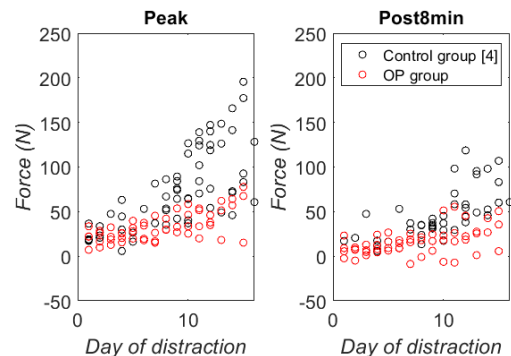 Peak
Post8min
Force (N)
250
200
150
100
50
0
-50
0
10
Day of distraction
Force (N)
250
200
150
100
50
0
-50
0
10
Day of distraction
Control group [4]
OP group